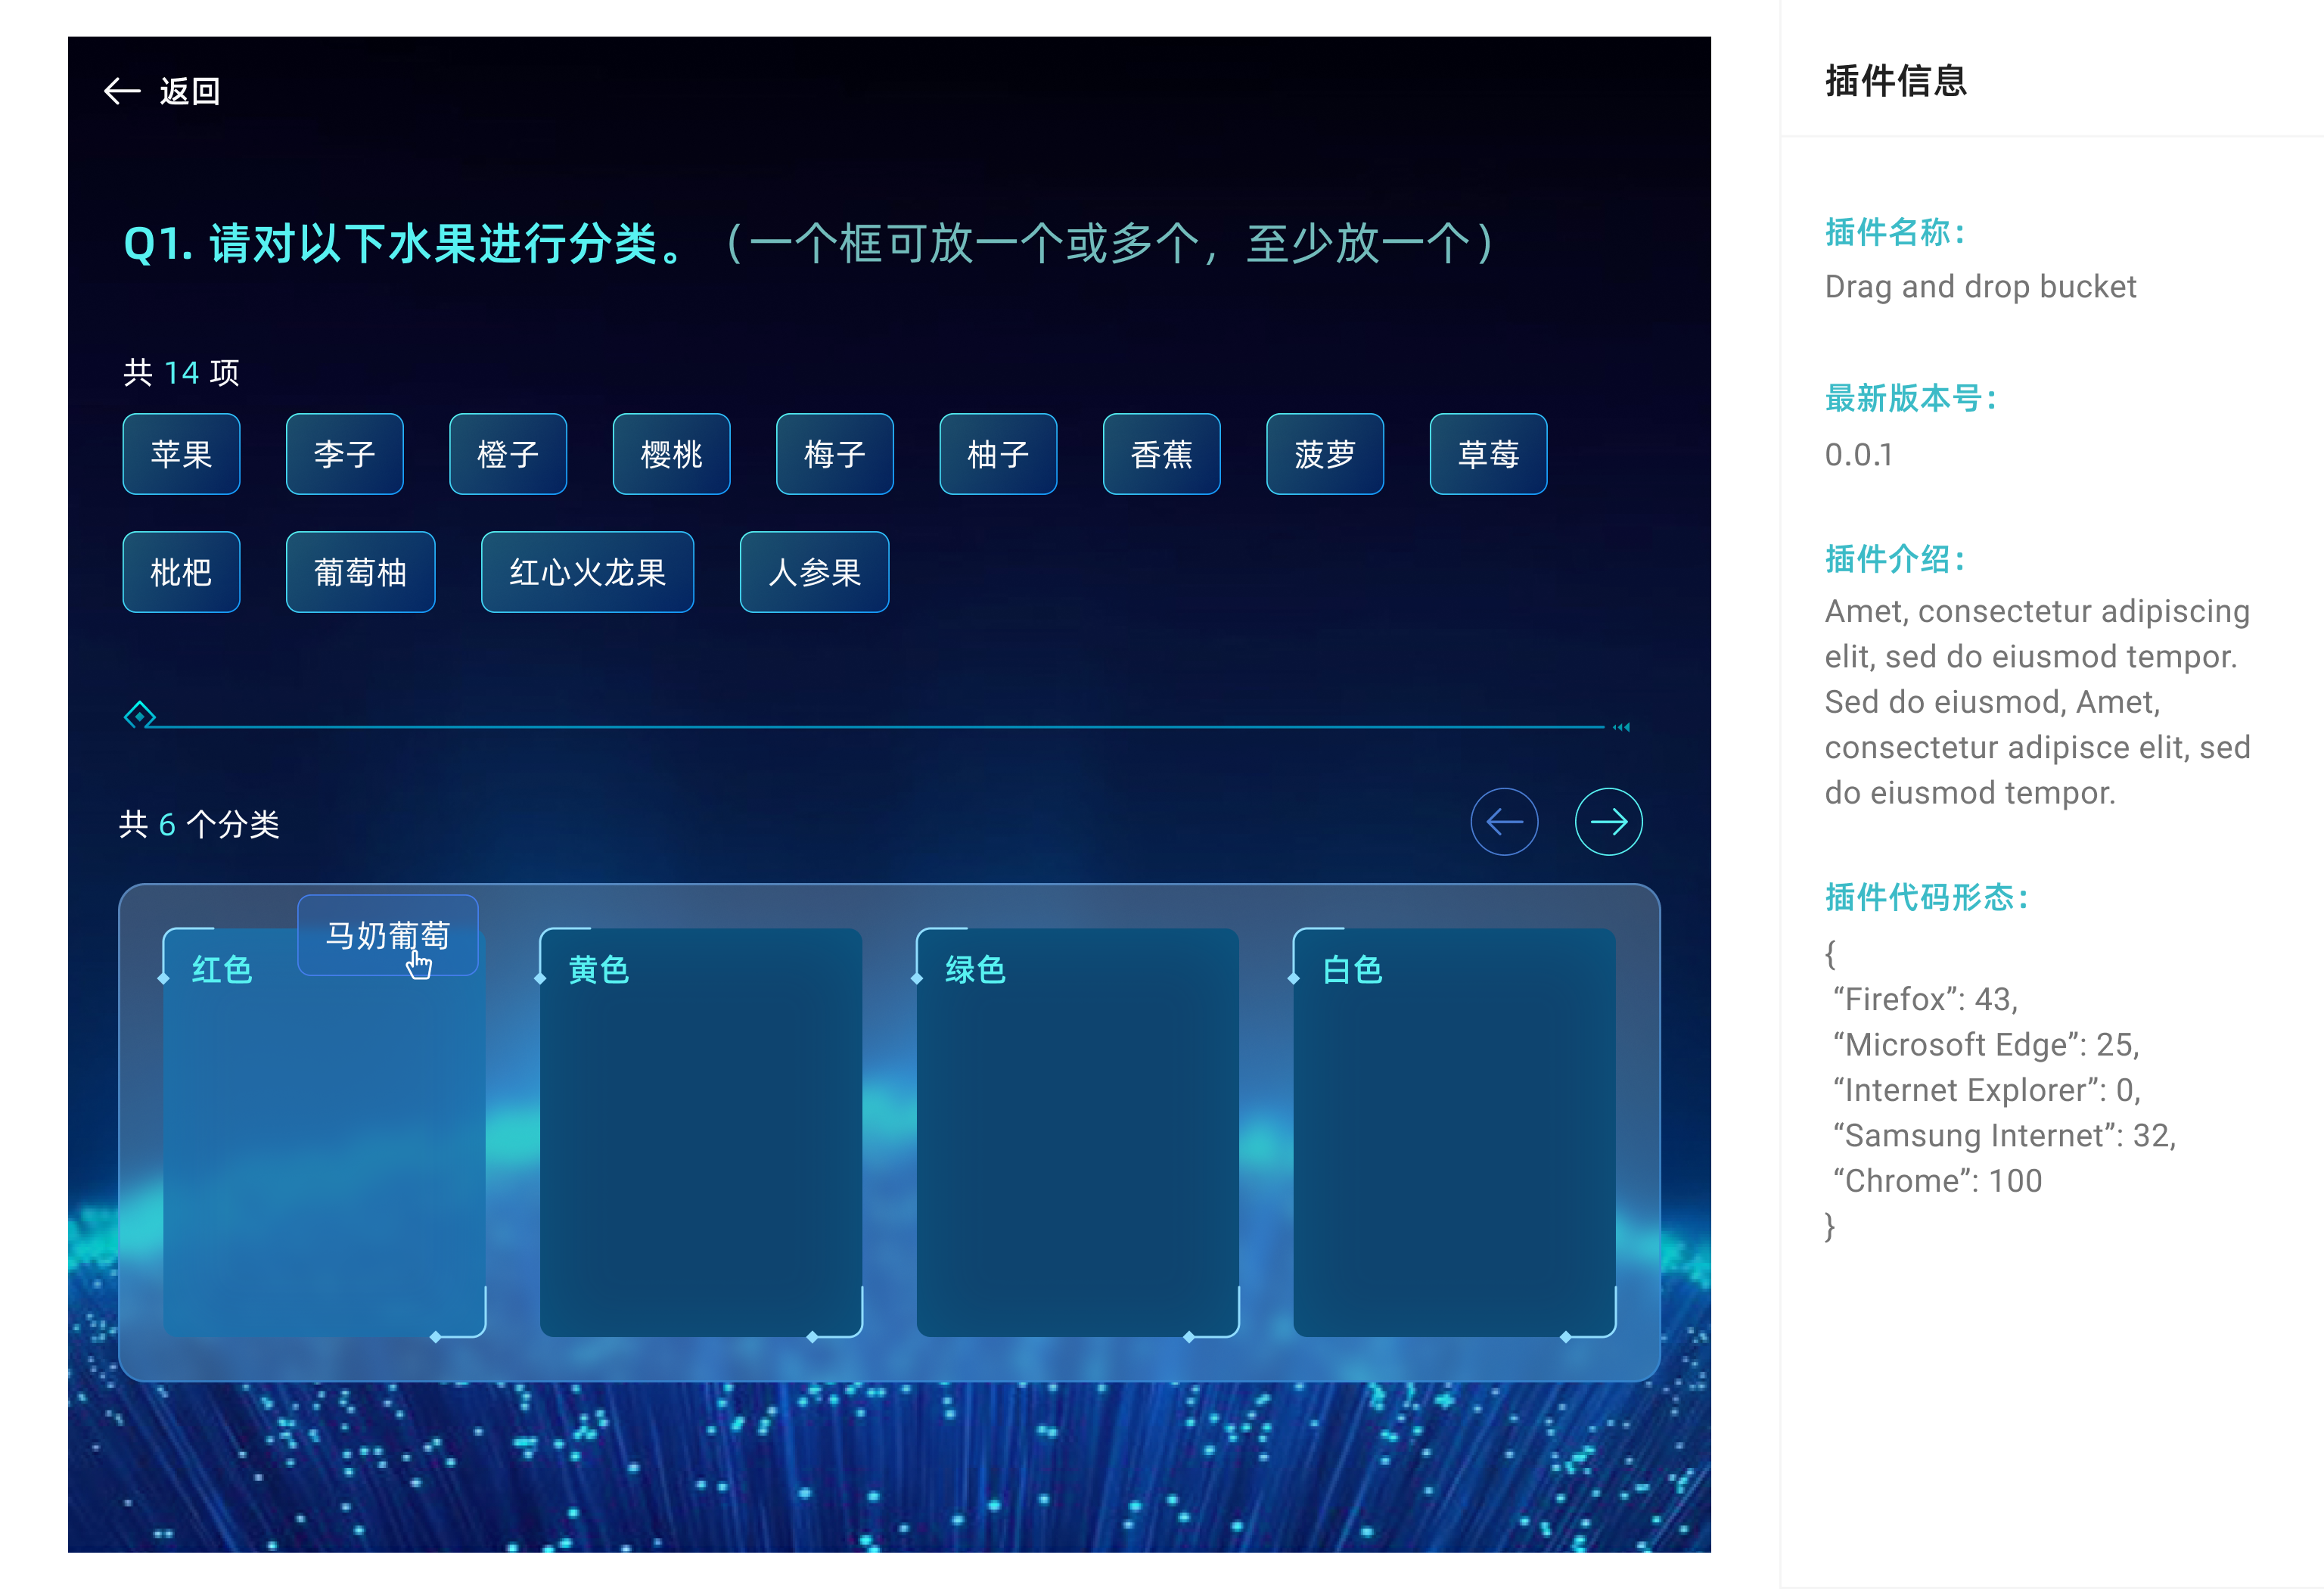 返回
Q1. 请对以下水果进行分类。（一个框可放一个或多个，至少放一个）
共 14 项
苹果 李子 橙子 樱桃 梅子 柚子 香蕉 菠萝 草莓
枇杷 葡萄柚 红心火龙果 人参果
共 6 个分类
马奶葡萄
红色 黄色 绿色 白色
插件信息
插件名称：
Drag and drop bucket
最新版本号：
0.0.1
插件介绍：
Amet, consectetur adipiscing
elit, sed do eiusmod tempor.
Sed do eiusmod, Amet,
consectetur adipisce elit, sed
do eiusmod tempor.
插件代码形态：
{
“Firefox”: 43,
“Microsoft Edge”: 25,
“Internet Explorer”: 0,
“Samsung Internet”: 32,
“Chrome”: 100
}